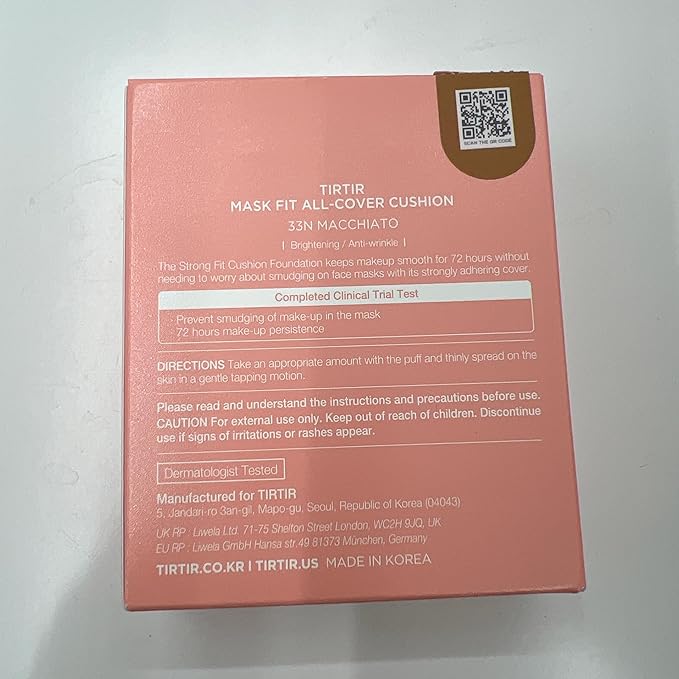 SCAN THE QR CODE
TIRTIR
MASK FIT ALL-COVER CUSHION
33N MACCHIATO
| Brightening / Anti-wrinkle |
The Strong Fit Cushion Foundation keeps makeup smooth for 72 hours without
needing to worry about smudging on face masks with its strongly adhering cover.
Completed Clinical Trial Test
· Prevent smudging of make-up in the mask
· 72 hours make-up persistence
DIRECTIONS Take an appropriate amount with the puff and thinly spread on the
skin in a gentle tapping motion.
Please read and understand the instructions and precautions before use.
CAUTION For external use only. Keep out of reach of children. Discontinue
use if signs of irritations or rashes appear.
Dermatologist Tested
Manufactured for TIRTIR
5, Jandari-ro 3an-gil, Mapo-gu, Seoul, Republic of Korea (04043)
UK RP : Liwela Ltd. 71-75 Shelton Street London, WC2H 9JQ, UK
EU RP : Liwela GmbH Hansa str.49 81373 München, Germany
TIRTIR.CO.KR I TIRTIR.US MADE IN KOREA